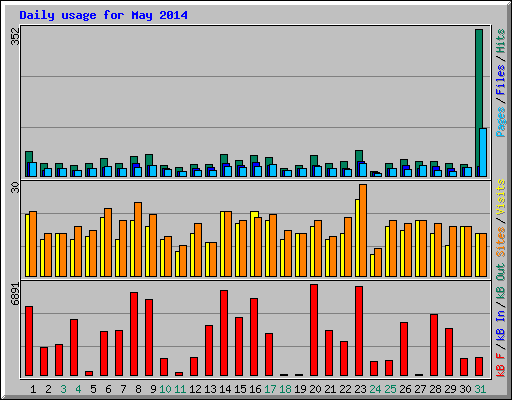 Daily usage for May 2014
352
Pages / Files / Hits
30
Sites / Visits
6891
kB F / kB In / kB Out
1 2 3 4 5 6 7 8 9 10 11 12 13 14 15 16 17 18 19 20 21 22 23 24 25 26 27 28 29 30 31